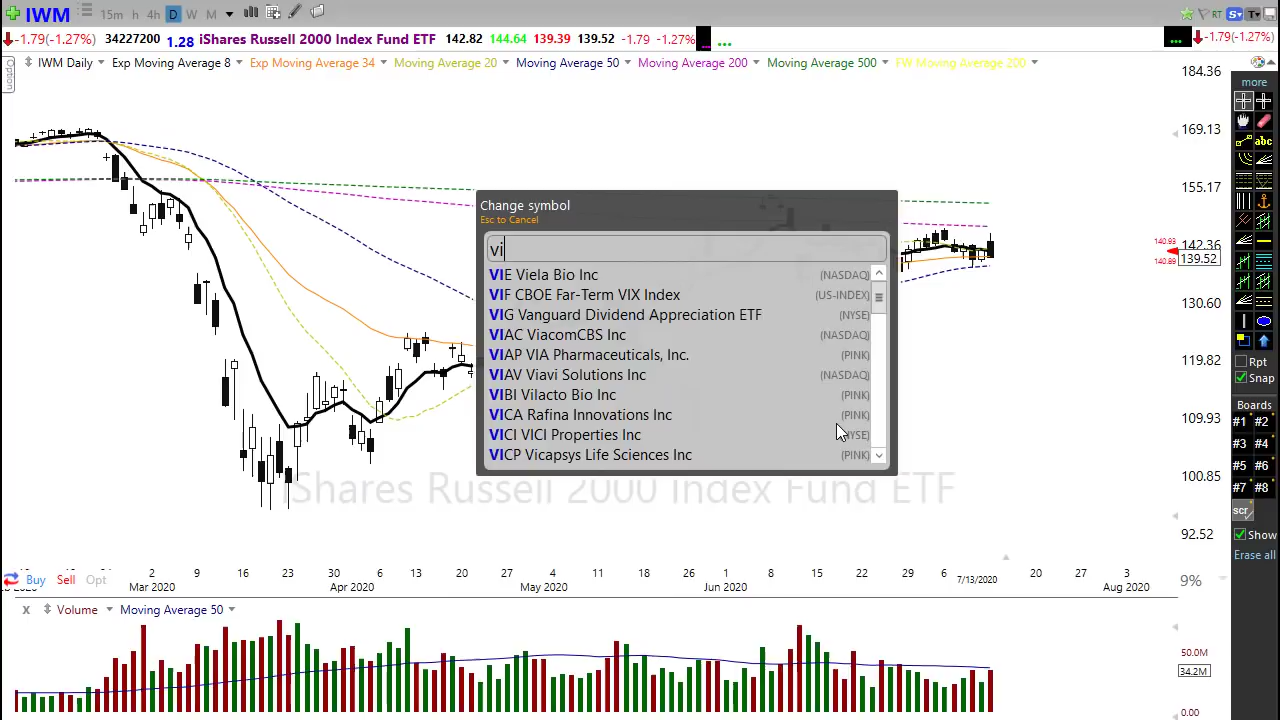 IWM 15m h 4h D W M RT S T
-1.79(-1.27%) 34227200 1.28 iShares Russell 2000 Index Fund ETF 142.82 144.64 139.39 139.52 -1.79 -1.27% ... ... -1.79(-1.27%)
Option
IWM Daily Exp Moving Average 8 Exp Moving Average 34 Moving Average 20 Moving Average 50 Moving Average 200 Moving Average 500 FW Moving Average 200
184.36
169.13
155.17
140.93
142.36
139.52
140.89
130.60
119.82
109.93
100.85
92.52
Change symbol
Esc to Cancel
vi
VIE Viela Bio Inc (NASDAQ)
VIF CBOE Far-Term VIX Index (US-INDEX)
VIG Vanguard Dividend Appreciation ETF (NYSE)
VIAC ViacomCBS Inc (NASDAQ)
VIAP VIA Pharmaceuticals, Inc. (PINK)
VIAV Viavi Solutions Inc (NASDAQ)
VIBI Vilacto Bio Inc (PINK)
VICA Rafina Innovations Inc (PINK)
VICI VICI Properties Inc YSE)
VICP Vicapsys Life Sciences Inc (PINK)
iShares Russell 2000 Index Fund ETF
more
abc
Rpt
Snap
Boards
#1 #2
#3 #4
#5 #6
#7 #8
scr
Show
Erase all
Buy Sell Opt
2 9 16 23 30 6 13 20 27 4 11 18 26 1 8 15 22 29 6 7/13/2020 20 27 3
Mar 2020 Apr 2020 May 2020 Jun 2020 Aug 2020
9%
x Volume Moving Average 50
50.0M
34.2M
0.00